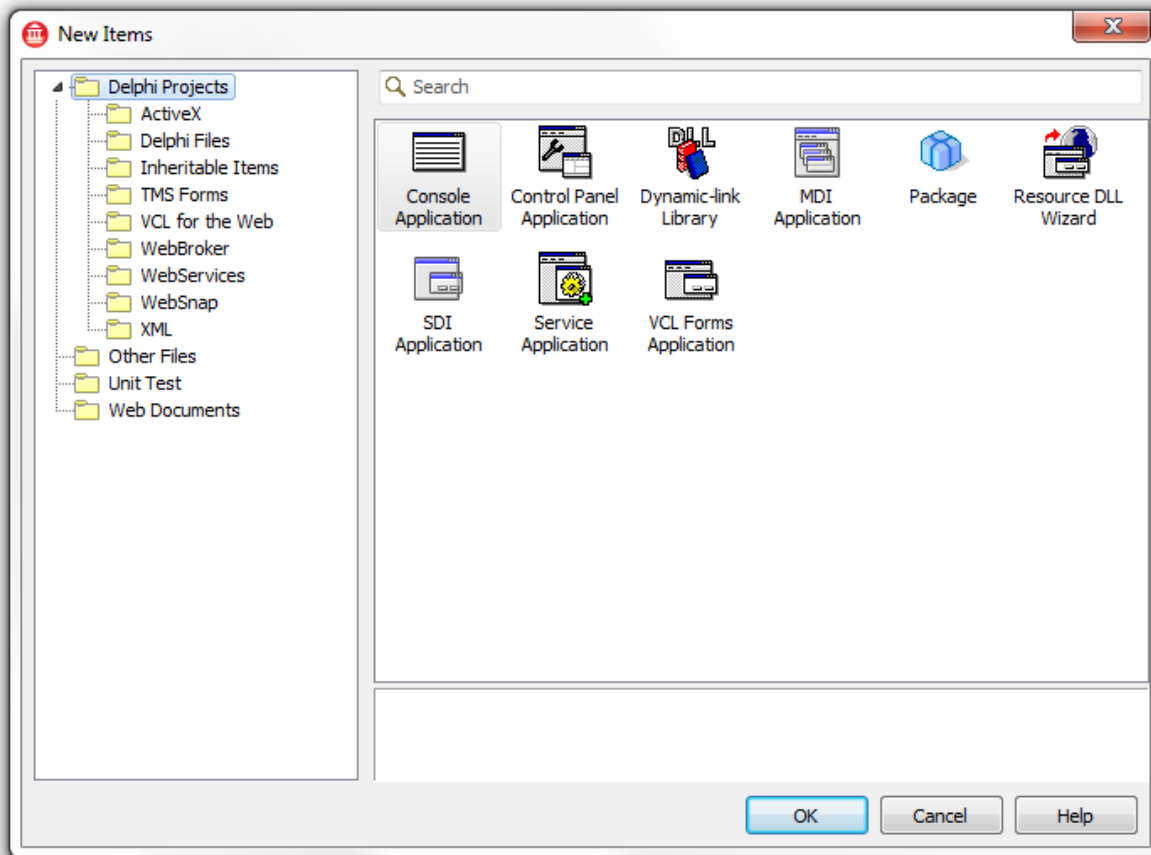 New Items
Delphi Projects
ActiveX
Delphi Files
Inheritable Items
TMS Forms
VCL for the Web
WebBroker
WebServices
WebSnap
XML
Other Files
Unit Test
Web Documents
Search
Console
Application
Control Panel
Application
DLL
Dynamic-link
Library
MDI
Application
Package
Resource DLL
Wizard
SDI
Application
Service
Application
VCL Forms
Application
OK
Cancel
Help